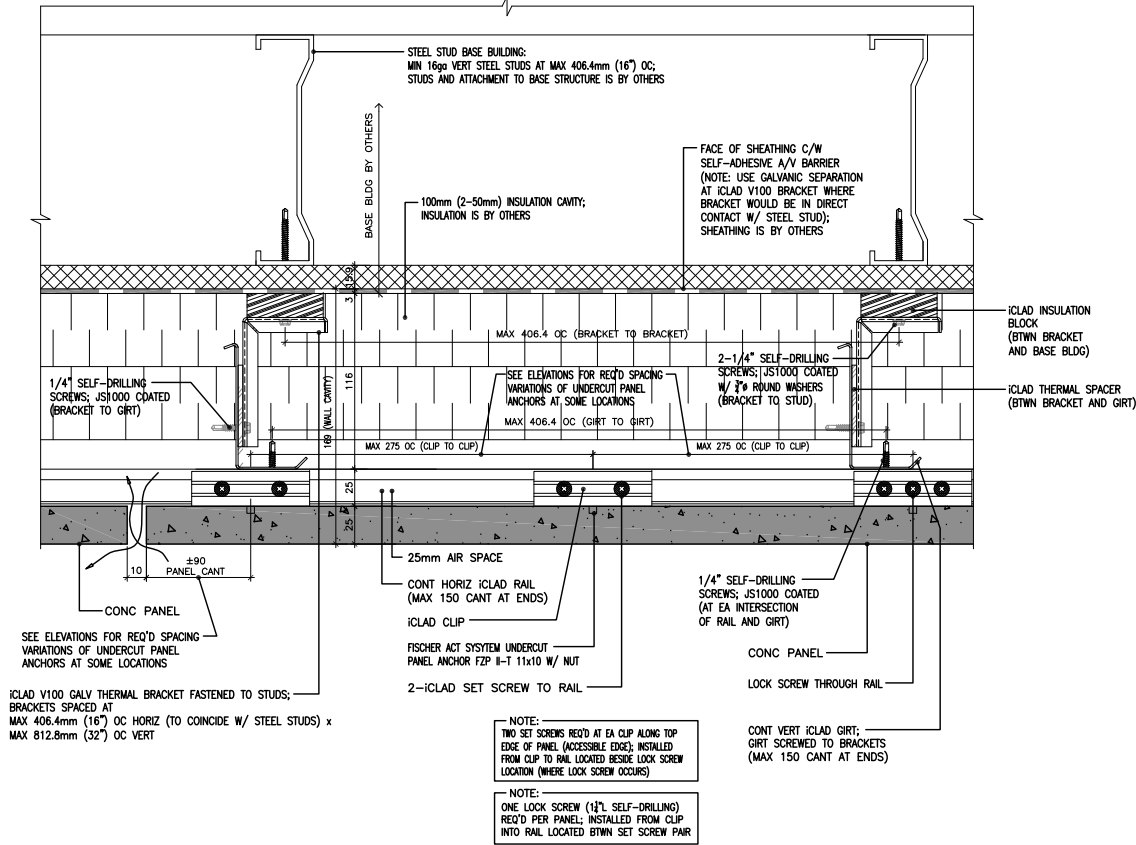 STEEL STUD BASE BUILDING:
MIN 16ga VERT STEEL STUDS AT MAX 406.4mm (16") OC;
STUDS AND ATTACHMENT TO BASE STRUCTURE IS BY OTHERS
BASE BLDG BY OTHERS
FACE OF SHEATHING C/W
SELF-ADHESIVE A/V BARRIER
(NOTE: USE GALVANIC SEPARATION
AT iCLAD V100 BRACKET WHERE
BRACKET WOULD BE IN DIRECT
CONTACT W/ STEEL STUD);
SHEATHING IS BY OTHERS
100mm (2-50mm) INSULATION CAVITY;
INSULATION IS BY OTHERS
15.9
3
iCLAD INSULATION
BLOCK
(BTWN BRACKET
AND BASE BLDG)
MAX 406.4 OC (BRACKET TO BRACKET)
2-1/4" SELF-DRILLING
SCREWS; JS1000 COATED
W/ ROUND WASHERS
(BRACKET TO STUD)
1/4" SELF-DRILLING
SCREWS; JS1000 COATED
(BRACKET TO GIRT)
SEE ELEVATIONS FOR REQ'D SPACING
VARIATIONS OF UNDERCUT PANEL
ANCHORS AT SOME LOCATIONS
iCLAD THERMAL SPACER
(BTWN BRACKET AND GIRT)
116
169 (WALL CAVITY)
MAX 406.4 OC (GIRT TO GIRT)
MAX 275 OC (CLIP TO CLIP)
MAX 275 OC (CLIP TO CLIP)
25
25
±90
10
PANEL CANT
25mm AIR SPACE
CONT HORIZ iCLAD RAIL
(MAX 150 CANT AT ENDS)
iCLAD CLIP
FISCHER ACT SYSYTEM UNDERCUT
PANEL ANCHOR FZP II-T 11x10 W/ NUT
2-iCLAD SET SCREW TO RAIL
CONC PANEL
SEE ELEVATIONS FOR REQ'D SPACING
VARIATIONS OF UNDERCUT PANEL
ANCHORS AT SOME LOCATIONS
iCLAD V100 GALV THERMAL BRACKET FASTENED TO STUDS;
BRACKETS SPACED AT
MAX 406.4mm (16") OC HORIZ (TO COINCIDE W/ STEEL STUDS) x
MAX 812.8mm (32") OC VERT
1/4" SELF-DRILLING
SCREWS; JS1000 COATED
(AT EA INTERSECTION
OF RAIL AND GIRT)
CONC PANEL
LOCK SCREW THROUGH RAIL
CONT VERT iCLAD GIRT;
GIRT SCREWED TO BRACKETS
(MAX 150 CANT AT ENDS)
NOTE:
TWO SET SCREWS REQ'D AT EA CLIP ALONG TOP
EDGE OF PANEL (ACCESSIBLE EDGE); INSTALLED
FROM CLIP TO RAIL LOCATED BESIDE LOCK SCREW
LOCATION (WHERE LOCK SCREW OCCURS)
NOTE:
ONE LOCK SCREW (SELF-DRILLING)
REQ'D PER PANEL; INSTALLED FROM CLIP
INTO RAIL LOCATED BTWN SET SCREW PAIR